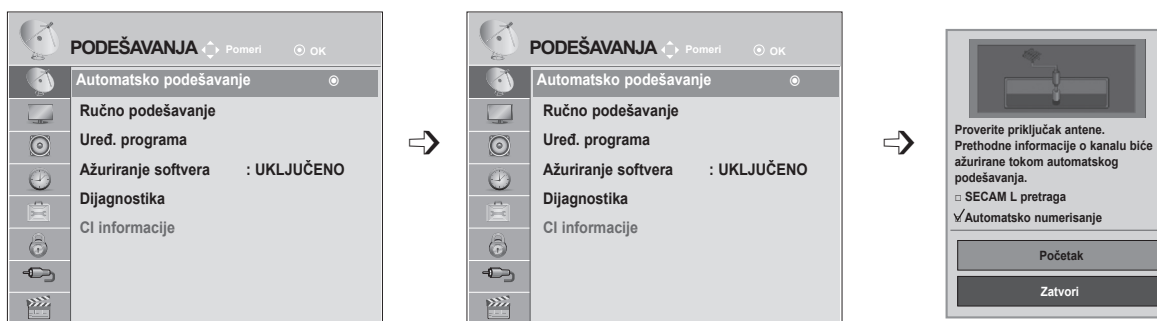 PODEŠAVANJA Pomeri OK
Automatsko podešavanje
Ručno podešavanje
Uređ. programa
Ažuriranje softvera : UKLJUČENO
Dijagnostika
CI informacije
PODEŠAVANJA Pomeri OK
Automatsko podešavanje
Ručno podešavanje
Uređ. programa
Ažuriranje softvera : UKLJUČENO
Dijagnostika
CI informacije
Proverite priključak antene.
Prethodne informacije o kanalu biće
ažurirane tokom automatskog
podešavanja.
SECAM L pretraga
Automatsko numerisanje
Početak
Zatvori